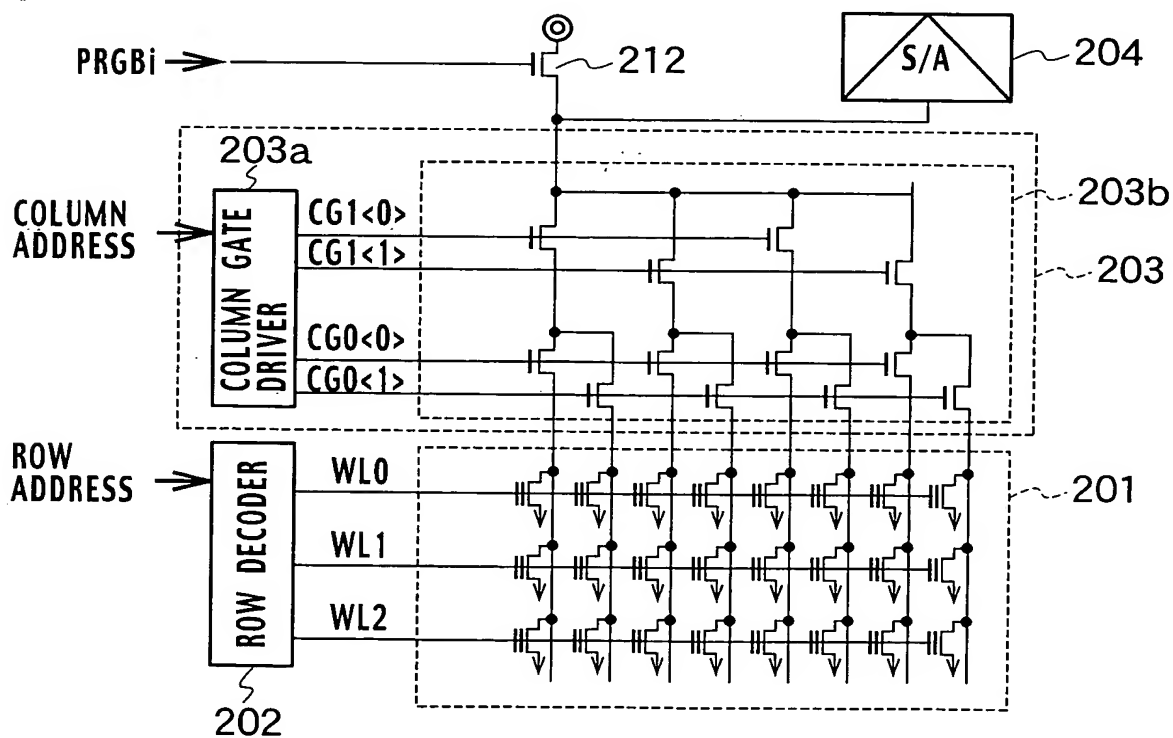 PRGBi
212
S/A
204
203a
203b
COLUMN
ADDRESS
COLUMN GATE
DRIVER
CG1<0>
CG1<1>
CG0<0>
CG0<1>
203
ROW
ADDRESS
ROW DECODER
WL0
WL1
WL2
201
202